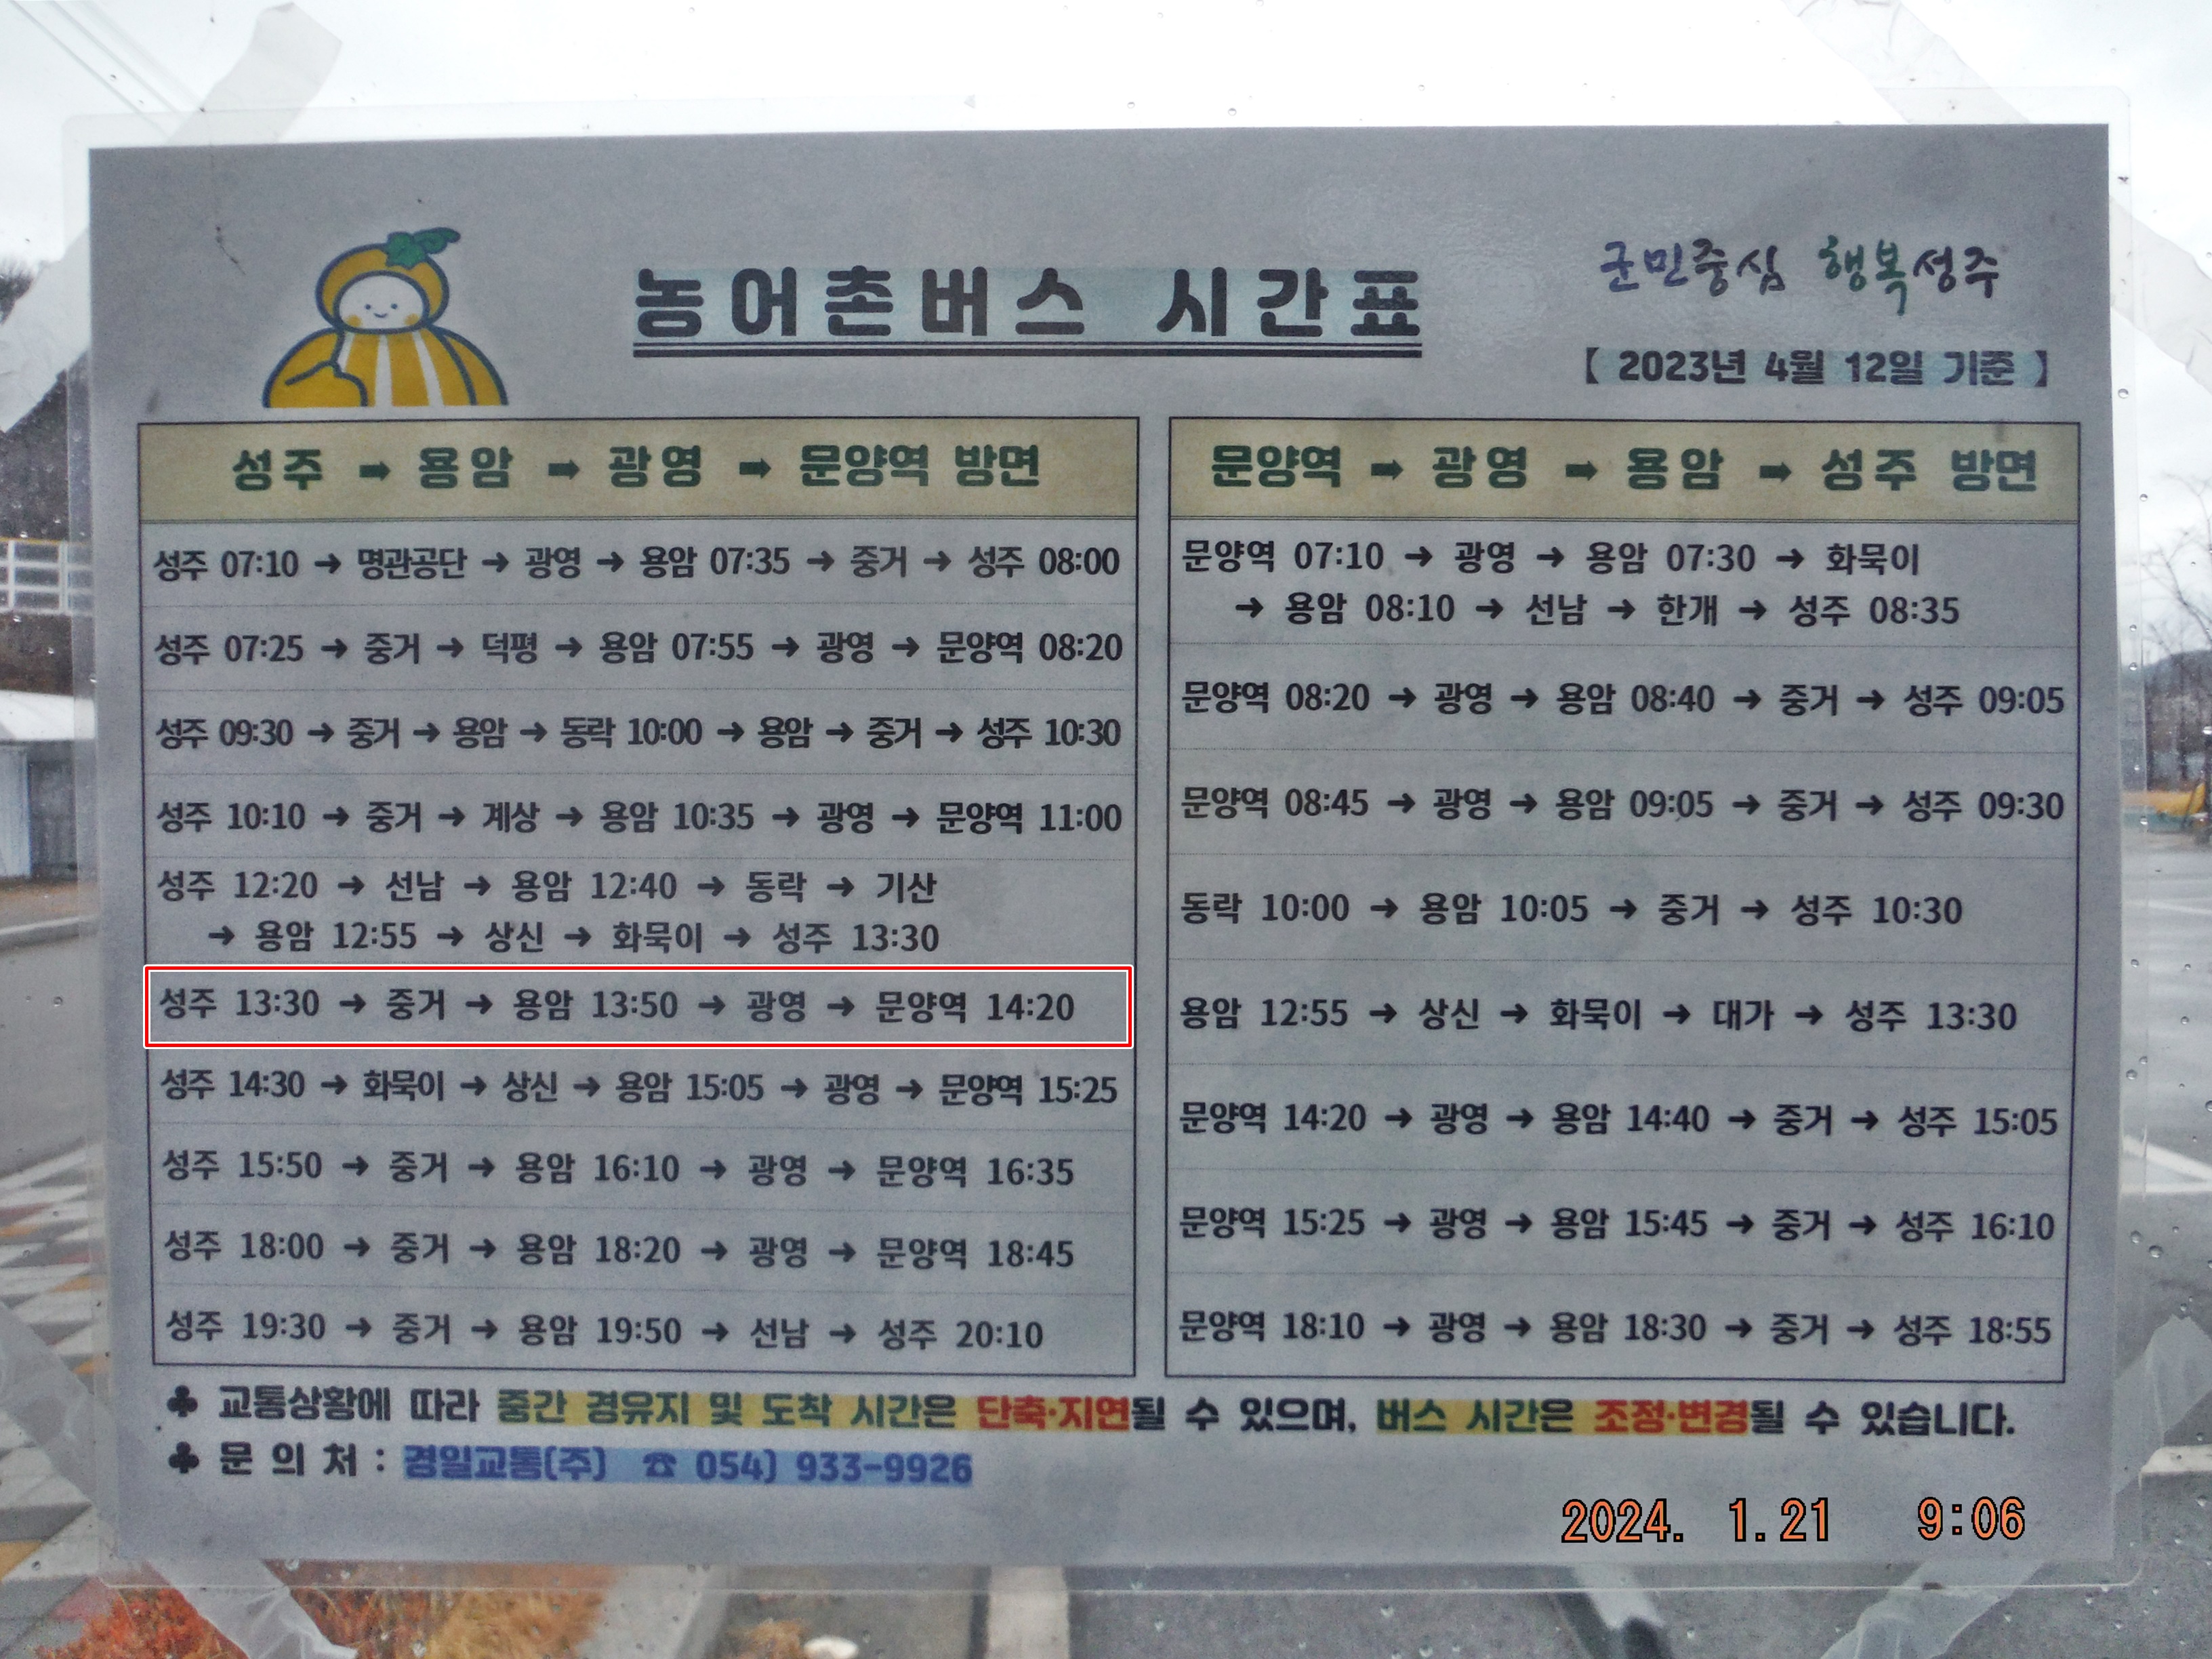 농어촌버스 시간표
군민중심 행복성주
【 2023년 4월 12일 기준 】
성주 ➡ 용암 ➡ 광영 ➡ 문양역 방면
성주 07:10 → 명관공단 → 광영 → 용암 07:35 → 중거 → 성주 08:00
성주 07:25 → 중거 → 덕평 → 용암 07:55 → 광영 → 문양역 08:20
성주 09:30 → 중거 → 용암 → 동락 10:00 → 용암 → 중거 → 성주 10:30
성주 10:10 → 중거 → 계상 → 용암 10:35 → 광영 → 문양역 11:00
성주 12:20 → 선남 → 용암 12:40 → 동락 → 기산
→ 용암 12:55 → 상신 → 화묵이 → 성주 13:30
성주 13:30 → 중거 → 용암 13:50 → 광영 → 문양역 14:20
성주 14:30 → 화묵이 → 상신 → 용암 15:05 → 광영 → 문양역 15:25
성주 15:50 → 중거 → 용암 16:10 → 광영 → 문양역 16:35
성주 18:00 → 중거 → 용암 18:20 → 광영 → 문양역 18:45
성주 19:30 → 중거 → 용암 19:50 → 선남 → 성주 20:10
문양역 ➡ 광영 ➡ 용암 ➡ 성주 방면
문양역 07:10 → 광영 → 용암 07:30 → 화묵이
→ 용암 08:10 → 선남 → 한개 → 성주 08:35
문양역 08:20 → 광영 → 용암 08:40 → 중거 → 성주 09:05
문양역 08:45 → 광영 → 용암 09:05 → 중거 → 성주 09:30
동락 10:00 → 용암 10:05 → 중거 → 성주 10:30
용암 12:55 → 상신 → 화묵이 → 대가 → 성주 13:30
문양역 14:20 → 광영 → 용암 14:40 → 중거 → 성주 15:05
문양역 15:25 → 광영 → 용암 15:45 → 중거 → 성주 16:10
문양역 18:10 → 광영 → 용암 18:30 → 중거 → 성주 18:55
♣ 교통상황에 따라 중간 경유지 및 도착 시간은 단축·지연될 수 있으며, 버스 시간은 조정·변경될 수 있습니다.
♣ 문 의 처 : 경일교통(주) ☎ 054) 933-9926
2024. 1.21 9:06